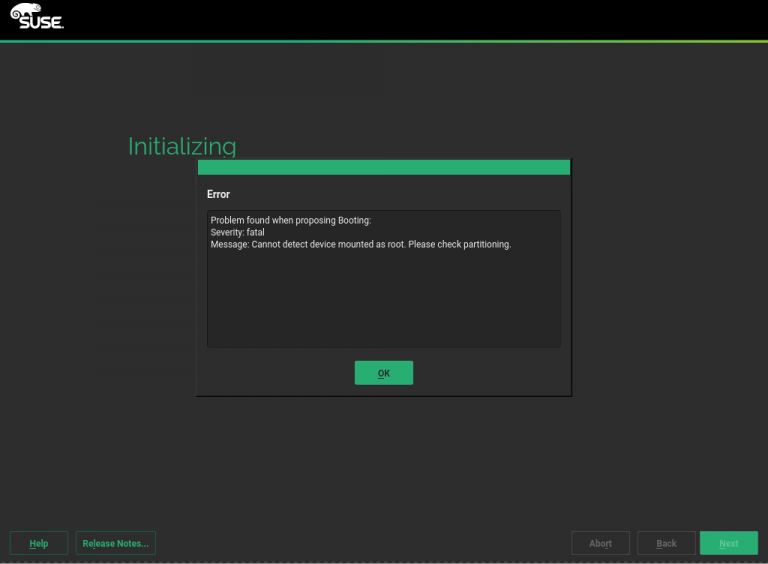 SUSE.
Initializing
Error
Problem found when proposing Booting:
Severity: fatal
Message: Cannot detect device mounted as root. Please check partitioning.
OK
Help
Release Notes...
Abort
Back
Next